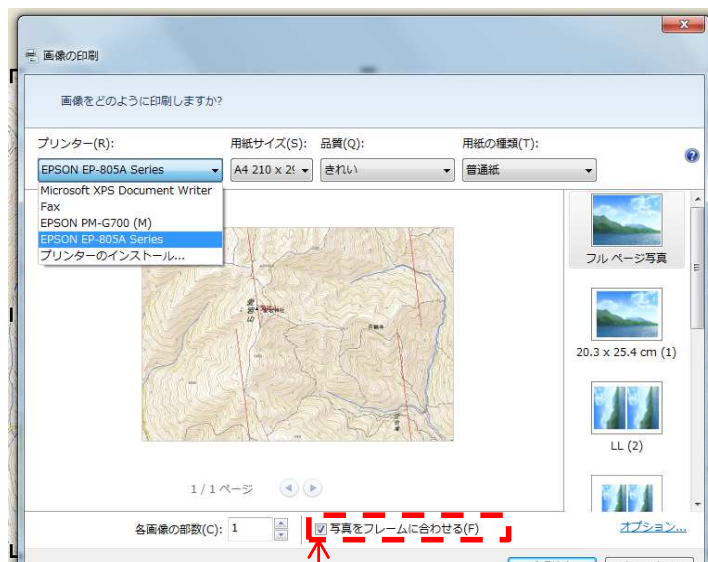 画像の印刷
画像をどのように印刷しますか?
プリンター(R): 用紙サイズ(S): 品質(Q): 用紙の種類(T):
EPSON EP-805A Series A4 210 x 29 きれい 普通紙
Microsoft XPS Document Writer
Fax
EPSON PM-G700 (M)
EPSON EP-805A Series
プリンターのインストール...
フル ページ写真
20.3 x 25.4 cm (1)
LL (2)
1 / 1 ページ
各画像の部数(C): 1 写真をフレームに合わせる(F) オプション...